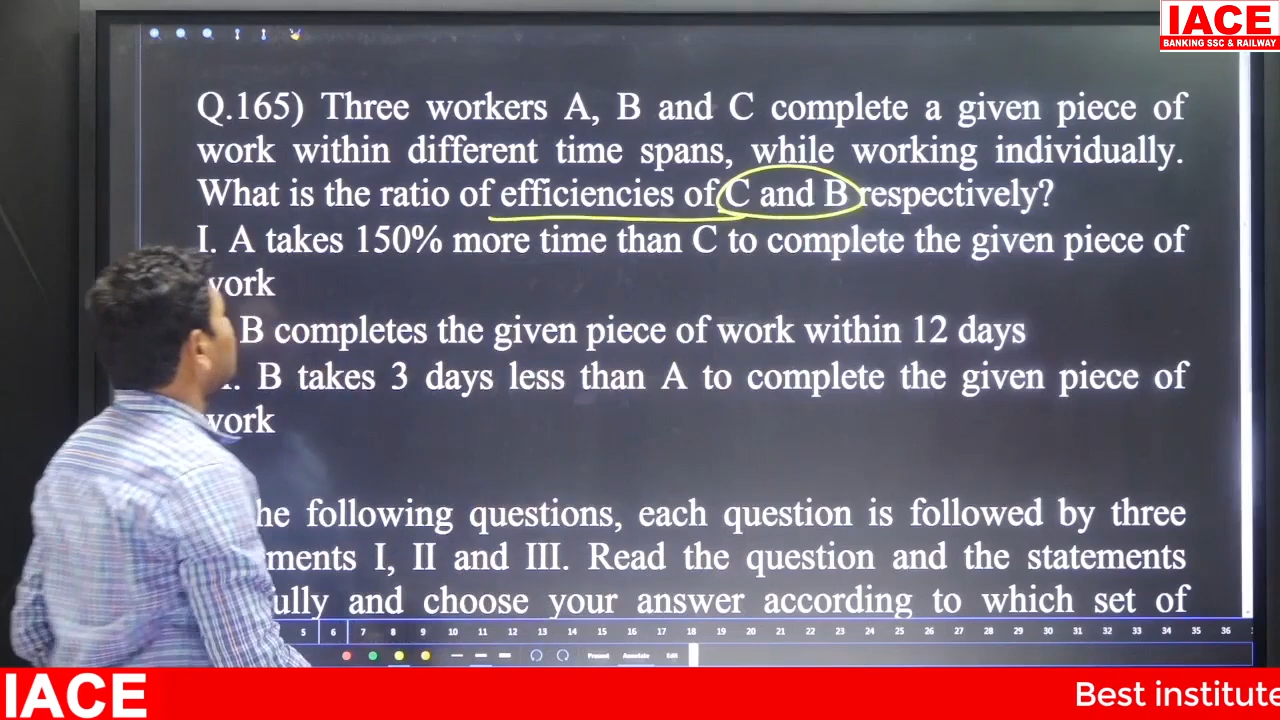 IACE
BANKING SSC & RAILWAY
Q.165) Three workers A, B and C complete a given piece of
work within different time spans, while working individually.
What is the ratio of efficiencies of C and B respectively?
I. A takes 150% more time than C to complete the given piece of
work
B completes the given piece of work within 12 days
B takes 3 days less than A to complete the given piece of
work
he following questions, each question is followed by three
ments I, II and III. Read the question and the statements
ully and choose your answer according to which set of
5 6 7 8 9 10 11 12 13 14 15 16 17 18 19 20 21 22 23 24 25 26 27 28 29 30 31 32 33 34 35 36
Present Annotate Edit
IACE
Best institute